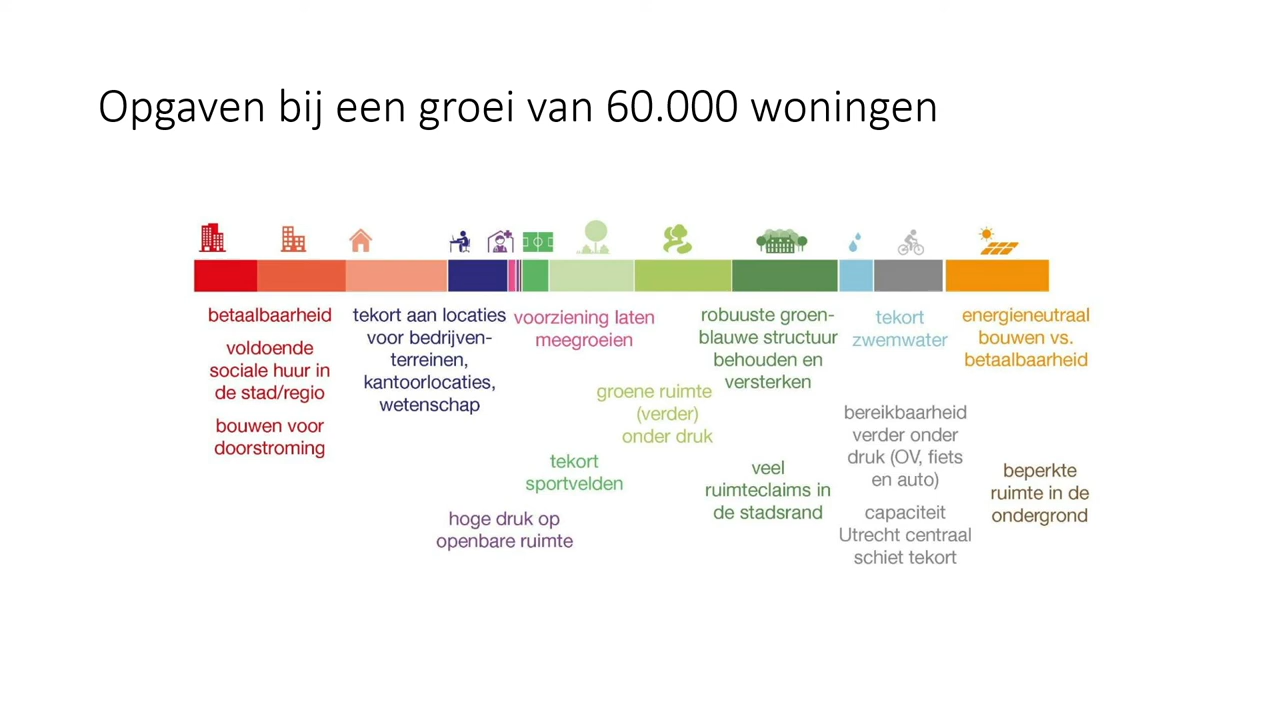 Opgaven bij een groei van 60.000 woningen
betaalbaarheid
voldoende
sociale huur in
de stad/regio
bouwen voor
doorstroming
tekort aan locaties
voor bedrijven-
terreinen,
kantoorlocaties,
wetenschap
voorziening laten
meegroeien
groene ruimte
(verder)
onder druk
tekort
sportvelden
hoge druk op
openbare ruimte
robuuste groen-
blauwe structuur
behouden en
versterken
veel
ruimteclaims in
de stadsrand
tekort
zwemwater
bereikbaarheid
verder onder
druk (OV, fiets
en auto)
capaciteit
Utrecht centraal
schiet tekort
energieneutraal
bouwen vs.
betaalbaarheid
beperkte
ruimte in de
ondergrond